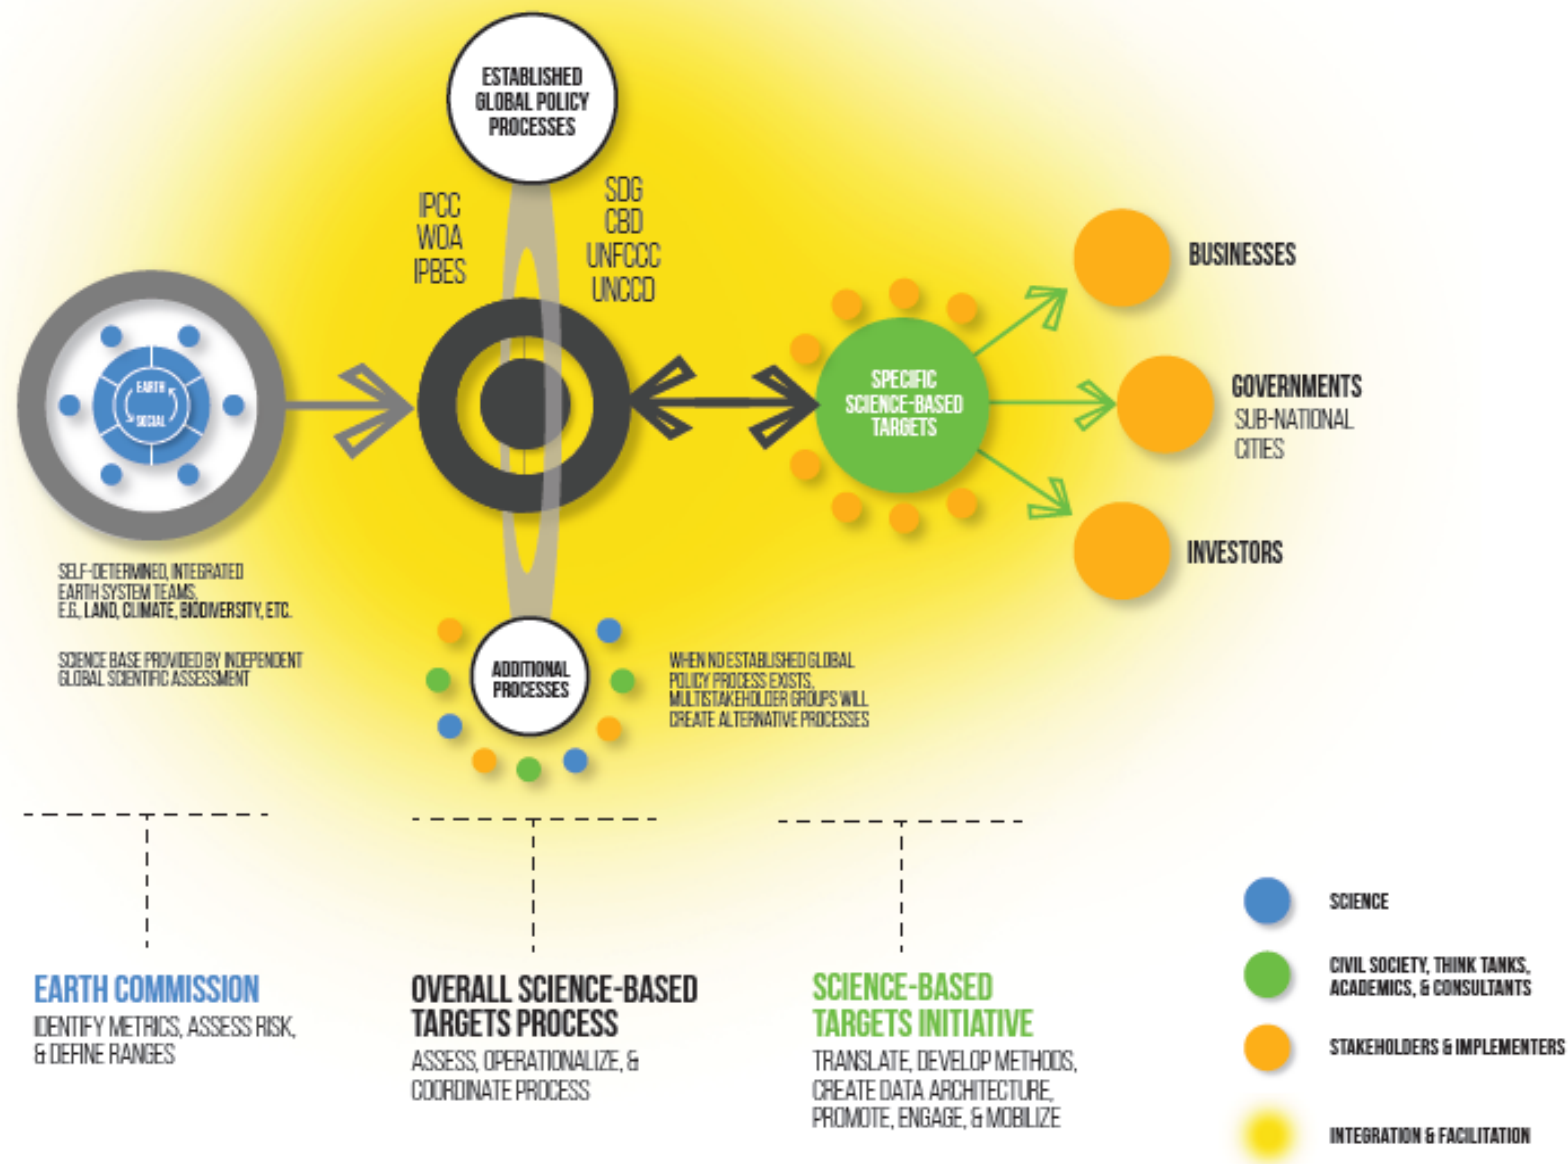 ESTABLISHED
GLOBAL POLICY
PROCESSES
IPCC
WOA
IPBES
SDG
CBD
UNFCCC
UNCCD
EARTH
SOCIAL
SPECIFIC
SCIENCE-BASED
TARGETS
BUSINESSES
GOVERNMENTS
SUB-NATIONAL
CITIES
INVESTORS
SELF-DETERMINED, INTEGRATED
EARTH SYSTEM TEAMS,
E.G., LAND, CLIMATE, BIODIVERSITY, ETC.
SCIENCE BASE PROVIDED BY INDEPENDENT
GLOBAL SCIENTIFIC ASSESSMENT
ADDITIONAL
PROCESSES
WHEN NO ESTABLISHED GLOBAL
POLICY PROCESS EXISTS,
MULTISTAKEHOLDER GROUPS WILL
CREATE ALTERNATIVE PROCESSES
EARTH COMMISSION
IDENTIFY METRICS, ASSESS RISK,
& DEFINE RANGES
OVERALL SCIENCE-BASED
TARGETS PROCESS
ASSESS, OPERATIONALIZE, &
COORDINATE PROCESS
SCIENCE-BASED
TARGETS INITIATIVE
TRANSLATE, DEVELOP METHODS,
CREATE DATA ARCHITECTURE,
PROMOTE, ENGAGE, & MOBILIZE
SCIENCE
CIVIL SOCIETY, THINK TANKS,
ACADEMICS, & CONSULTANTS
STAKEHOLDERS & IMPLEMENTERS
INTEGRATION & FACILITATION